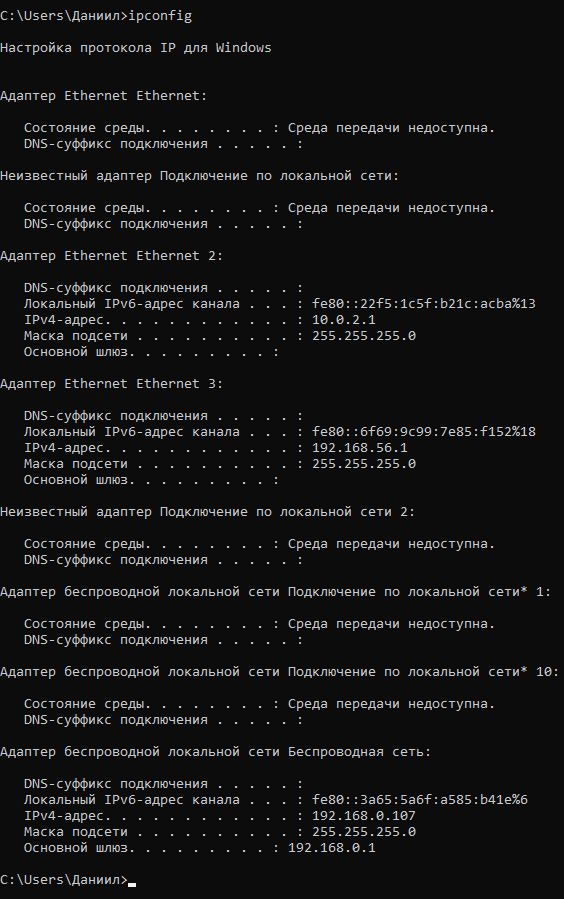 C:\Users\Даниил>ipconfig
Настройка протокола IP для Windows
Адаптер Ethernet Ethernet:
Состояние среды. . . . . . . . : Среда передачи недоступна.
DNS-суффикс подключения . . . . . :
Неизвестный адаптер Подключение по локальной сети:
Состояние среды. . . . . . . . : Среда передачи недоступна.
DNS-суффикс подключения . . . . . :
Адаптер Ethernet Ethernet 2:
DNS-суффикс подключения . . . . . :
Локальный IPv6-адрес канала . . . : fe80::22f5:1c5f:b21c:acba%13
IPv4-адрес. . . . . . . . . . . . : 10.0.2.1
Маска подсети . . . . . . . . . . : 255.255.255.0
Основной шлюз. . . . . . . . . :
Адаптер Ethernet Ethernet 3:
DNS-суффикс подключения . . . . . :
Локальный IPv6-адрес канала . . . : fe80::6f69:9c99:7e85:f152%18
IPv4-адрес. . . . . . . . . . . . : 192.168.56.1
Маска подсети . . . . . . . . . . : 255.255.255.0
Основной шлюз. . . . . . . . . :
Неизвестный адаптер Подключение по локальной сети 2:
Состояние среды. . . . . . . . : Среда передачи недоступна.
DNS-суффикс подключения . . . . . :
Адаптер беспроводной локальной сети Подключение по локальной сети* 1:
Состояние среды. . . . . . . . : Среда передачи недоступна.
DNS-суффикс подключения . . . . . :
Адаптер беспроводной локальной сети Подключение по локальной сети* 10:
Состояние среды. . . . . . . . : Среда передачи недоступна.
DNS-суффикс подключения . . . . . :
Адаптер беспроводной локальной сети Беспроводная сеть:
DNS-суффикс подключения . . . . . :
Локальный IPv6-адрес канала . . . : fe80::3a65:5a6f:a585:b41e%6
IPv4-адрес. . . . . . . . . . . . : 192.168.0.107
Маска подсети . . . . . . . . . . : 255.255.255.0
Основной шлюз. . . . . . . . . : 192.168.0.1
C:\Users\Даниил>